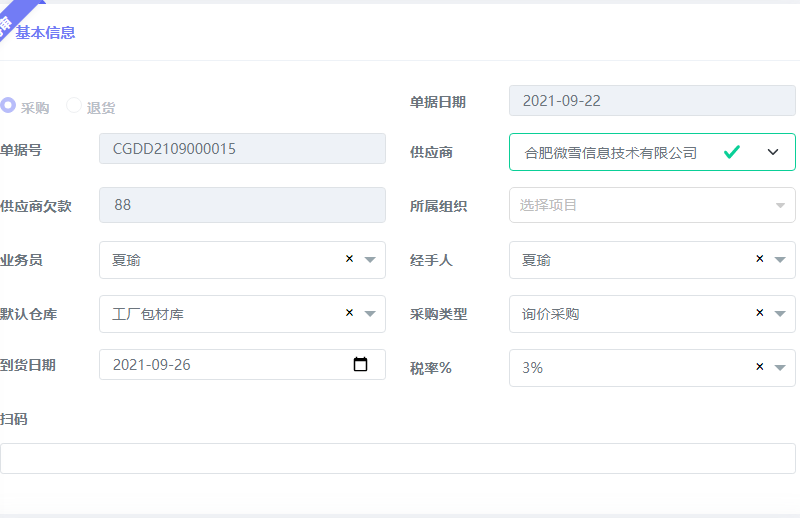 基本信息
采购 退货 单据日期 2021-09-22
单据号 CGDD2109000015 供应商 合肥微雪信息技术有限公司
供应商欠款 88 所属组织 选择项目
业务员 夏瑜 经手人 夏瑜
默认仓库 工厂包材库 采购类型 询价采购
到货日期 2021-09-26 税率% 3%
扫码